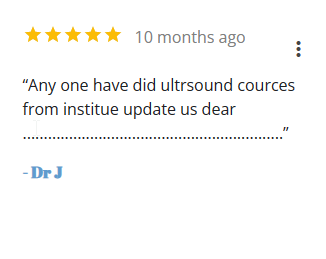 10 months ago
“Any one have did ultrsound cources
from institue update us dear
..............................................................”
- Dr J